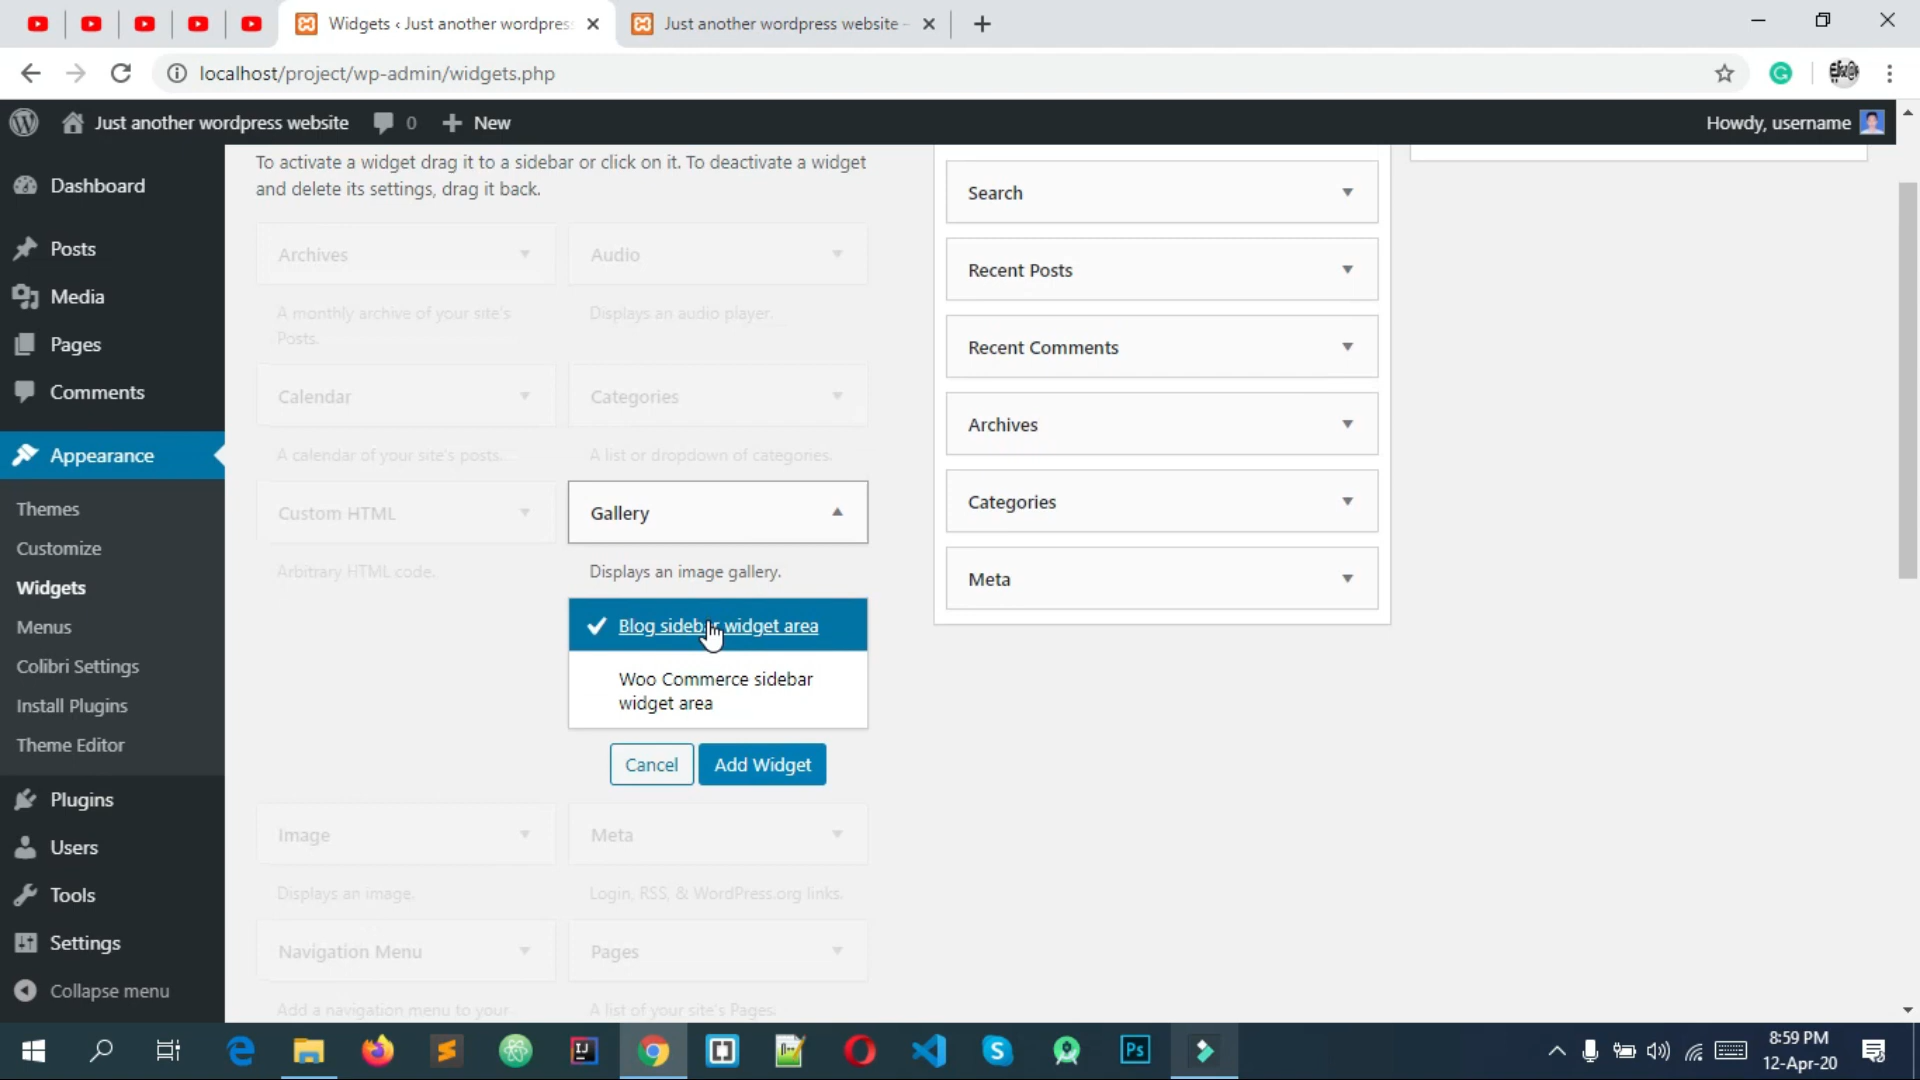 Widgets ‹ Just another wordpress
Just another wordpress website -
localhost/project/wp-admin/widgets.php
Just another wordpress website
0
New
Howdy, username
Dashboard
Posts
Media
Pages
Comments
Appearance
Themes
Customize
Widgets
Menus
Colibri Settings
Install Plugins
Theme Editor
Plugins
Users
Tools
Settings
Collapse menu
To activate a widget drag it to a sidebar or click on it. To deactivate a widget
and delete its settings, drag it back.
Archives
A monthly archive of your site's
Posts.
Audio
Displays an audio player.
Calendar
A calendar of your site's posts....
Categories
A list or dropdown of categories.
Custom HTML
Arbitrary HTML code.
Gallery
Displays an image gallery.
Blog sidebar widget area
Woo Commerce sidebar
widget area
Cancel
Add Widget
Image
Displays an image.
Meta
Login, RSS, & WordPress.org links.
Navigation Menu
Add a navigation menu to your
Pages
A list of your site's Pages.
Search
Recent Posts
Recent Comments
Archives
Categories
Meta
Ps
8:59 PM
12-Apr-20